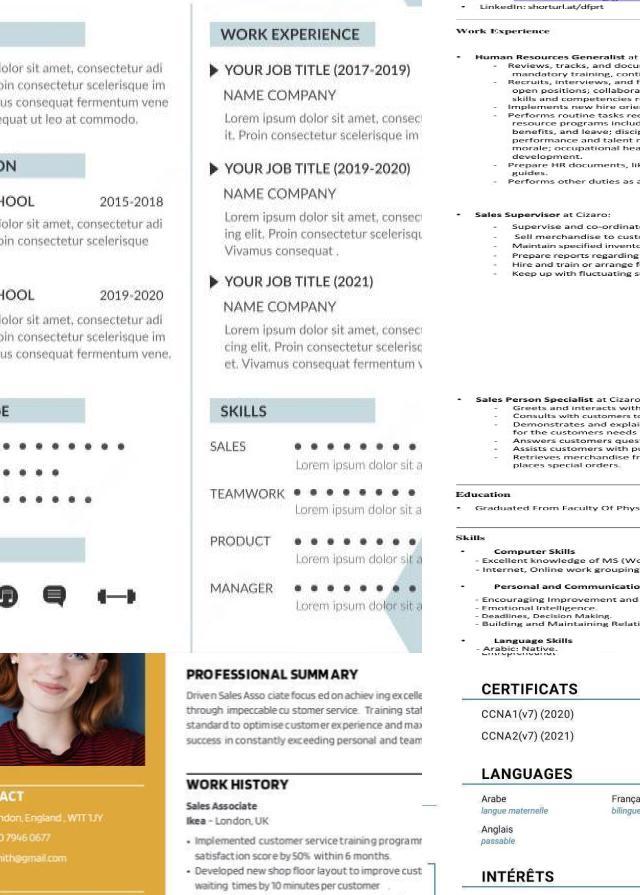 WORK EXPERIENCE
dolor sit amet, consectetur adi
consectetur scelerisque im
us consequat fermentum vene
equat ut leo at commodo.
ON
HOOL 2015-2018
dolor sit amet, consectetur adi
oin consectetur scelerisque
HOOL 2019-2020
dolor sit amet, consectetur adi
oin consectetur scelerisque im
us consequat fermentum vene.
GE
YOUR JOB TITLE (2017-2019)
NAME COMPANY
Lorem ipsum dolor sit amet, consect
it. Proin consectetur scelerisque im
YOUR JOB TITLE (2019-2020)
NAME COMPANY
Lorem ipsum dolor sit amet, consect
ing elit. Proin consectetur scelerisqu
Vivamus consequat .
YOUR JOB TITLE (2021)
NAME COMPANY
Lorem ipsum dolor sit amet, consect
cing elit. Proin consectetur scelerisq
et. Vivamus consequat fermentum v
SKILLS
SALES
Lorem ipsum dolor sit a
TEAMWORK
Lorem ipsum dolor sit a
PRODUCT
Lorem ipsum dolor sit a
MANAGER
Lorem ipsum dolor sit a
• LinkedIn: shorturl.at/dfprt
Work Experience
• Human Resources Generalist at
- Reviews, tracks, and docu
mandatory training, conti
- Recruits, interviews, and f
open positions; collabora
skills and competencies r
- Implements new hire orie
- Performs routine tasks rec
resource programs includ
benefits, and leave; discip
performance and talent m
morale; occupational hea
development.
- Prepare HR documents, lik
guides.
- Performs other duties as a
• Sales Supervisor at Cizaro:
- Supervise and co-ordinate
- Sell merchandise to custo
- Maintain specified invento
- Prepare reports regarding
- Hire and train or arrange f
- Keep up with fluctuating s
• Sales Person Specialist at Cizaro
- Greets and interacts with
- Consults with customers to
- Demonstrates and explai
for the customers needs
- Answers customers quest
- Assists customers with pu
- Retrieves merchandise fr
places special orders.
Education
• Graduated From Faculty Of Phys
Skills
• Computer Skills
- Excellent knowledge of MS (Wo
- Internet, Online work grouping
• Personal and Communicatio
- Encouraging Improvement and
- Emotional Intelligence.
- Deadlines, Decision Making.
- Building and Maintaining Relati
• Language Skills
- Arabic: Native.
ACT
ndon, England , W1T 1JY
0 7946 0677
mith@gmail.com
PROFESSIONAL SUMMARY
Driven Sales Asso ciate focus ed on achiev ing excelle
through impeccable cu stomer service. Training staf
standard to optimise customer experience and max
success in constantly exceeding personal and team
WORK HISTORY
Sales Associate
Ikea - London, UK
• Implemented customer service training programm
satisfaction score by 50% within 6 months.
• Developed new shop floor layout to improve cust
waiting times by 10 minutes per customer .
CERTIFICATS
CCNA1(v7) (2020)
CCNA2(v7) (2021)
LANGUAGES
Arabe França
langue maternelle bilingue
Anglais
passable
INTÉRÊTS